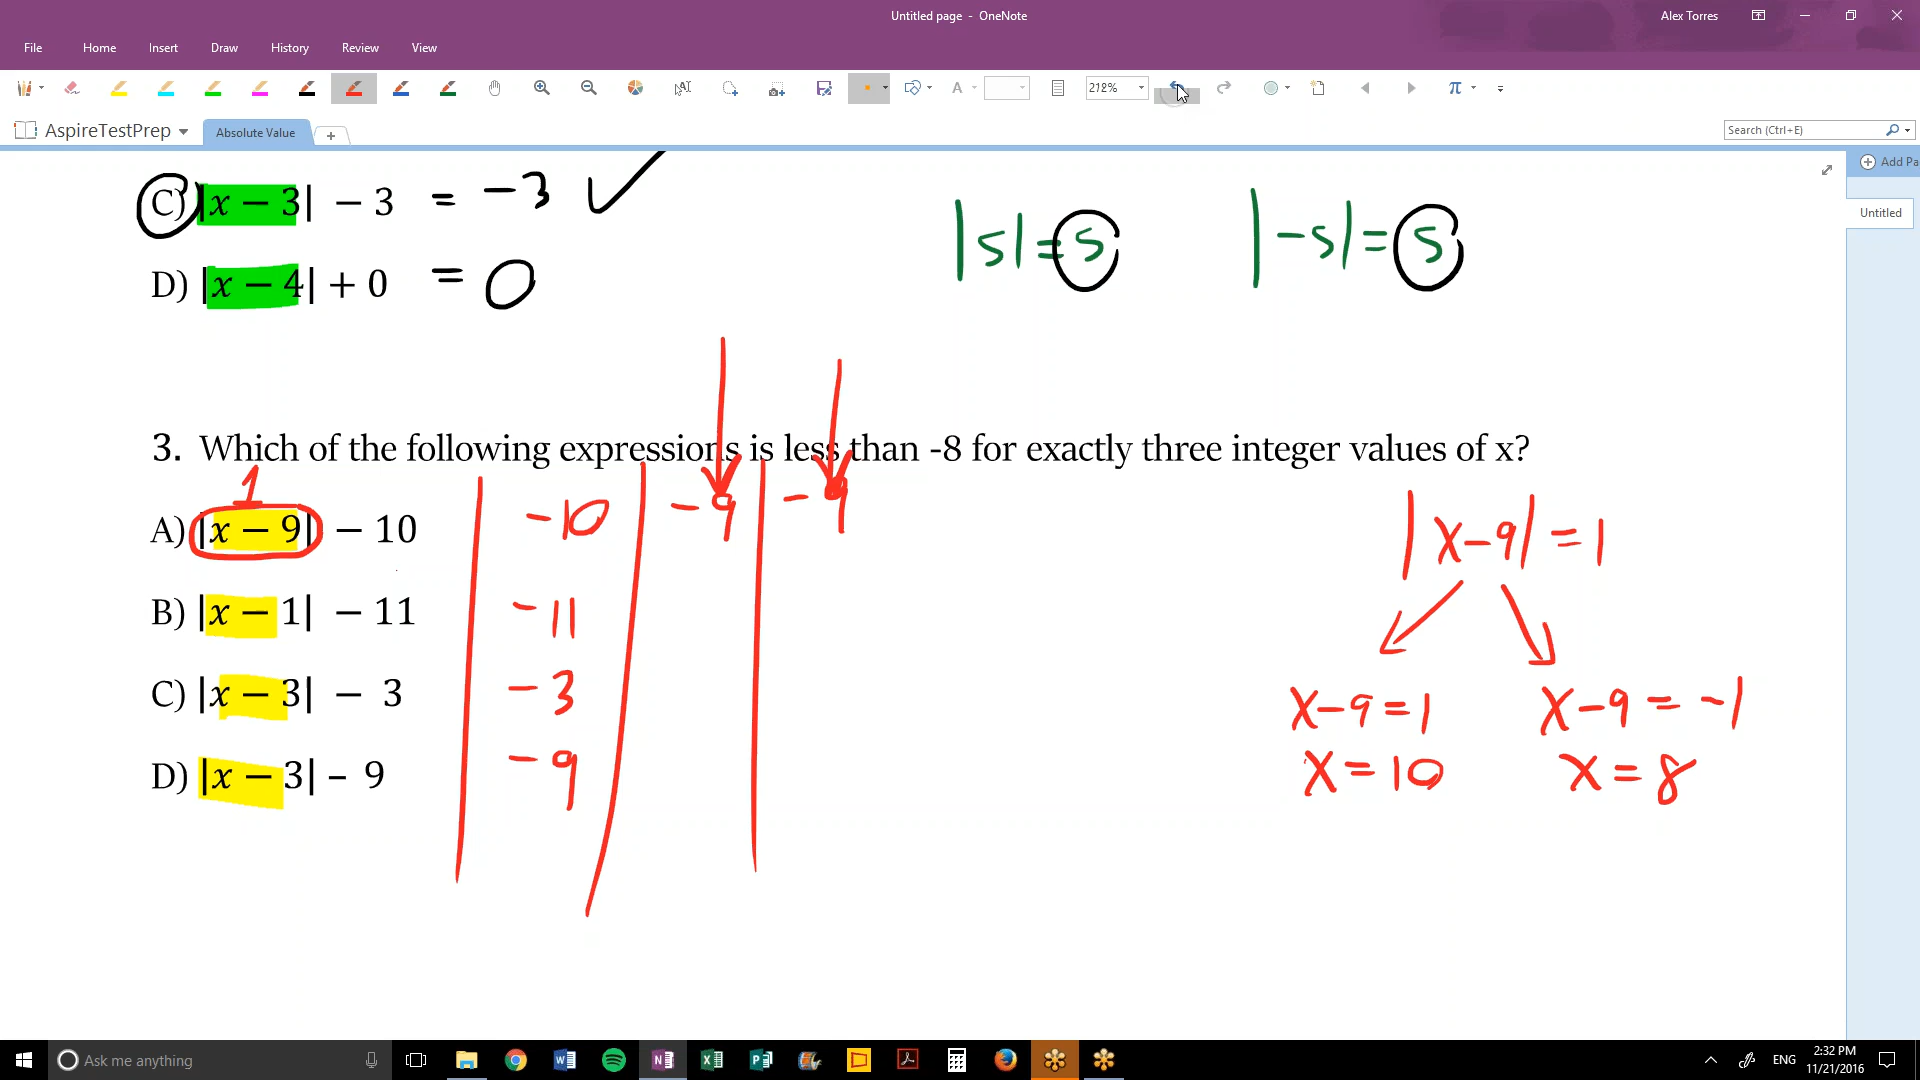 Untitled page - OneNote
Alex Torres
File Home Insert Draw History Review View
212%
AspireTestPrep
Absolute Value
Search (Ctrl+E)
Add Pa
Untitled
C) |x − 3| − 3 = −3
|5| = 5 |−5| = 5
D) |x − 4| + 0 = 0
3. Which of the following expressions is less than -8 for exactly three integer values of x?
1
A) |x − 9| − 10 −10 −9 −9
|x−9| = 1
B) |x − 1| − 11 −11
C) |x − 3| − 3 −3
x−9=1 x−9=−1
D) |x − 3| – 9 −9
x=10 x=8
Ask me anything
ENG
2:32 PM
11/21/2016